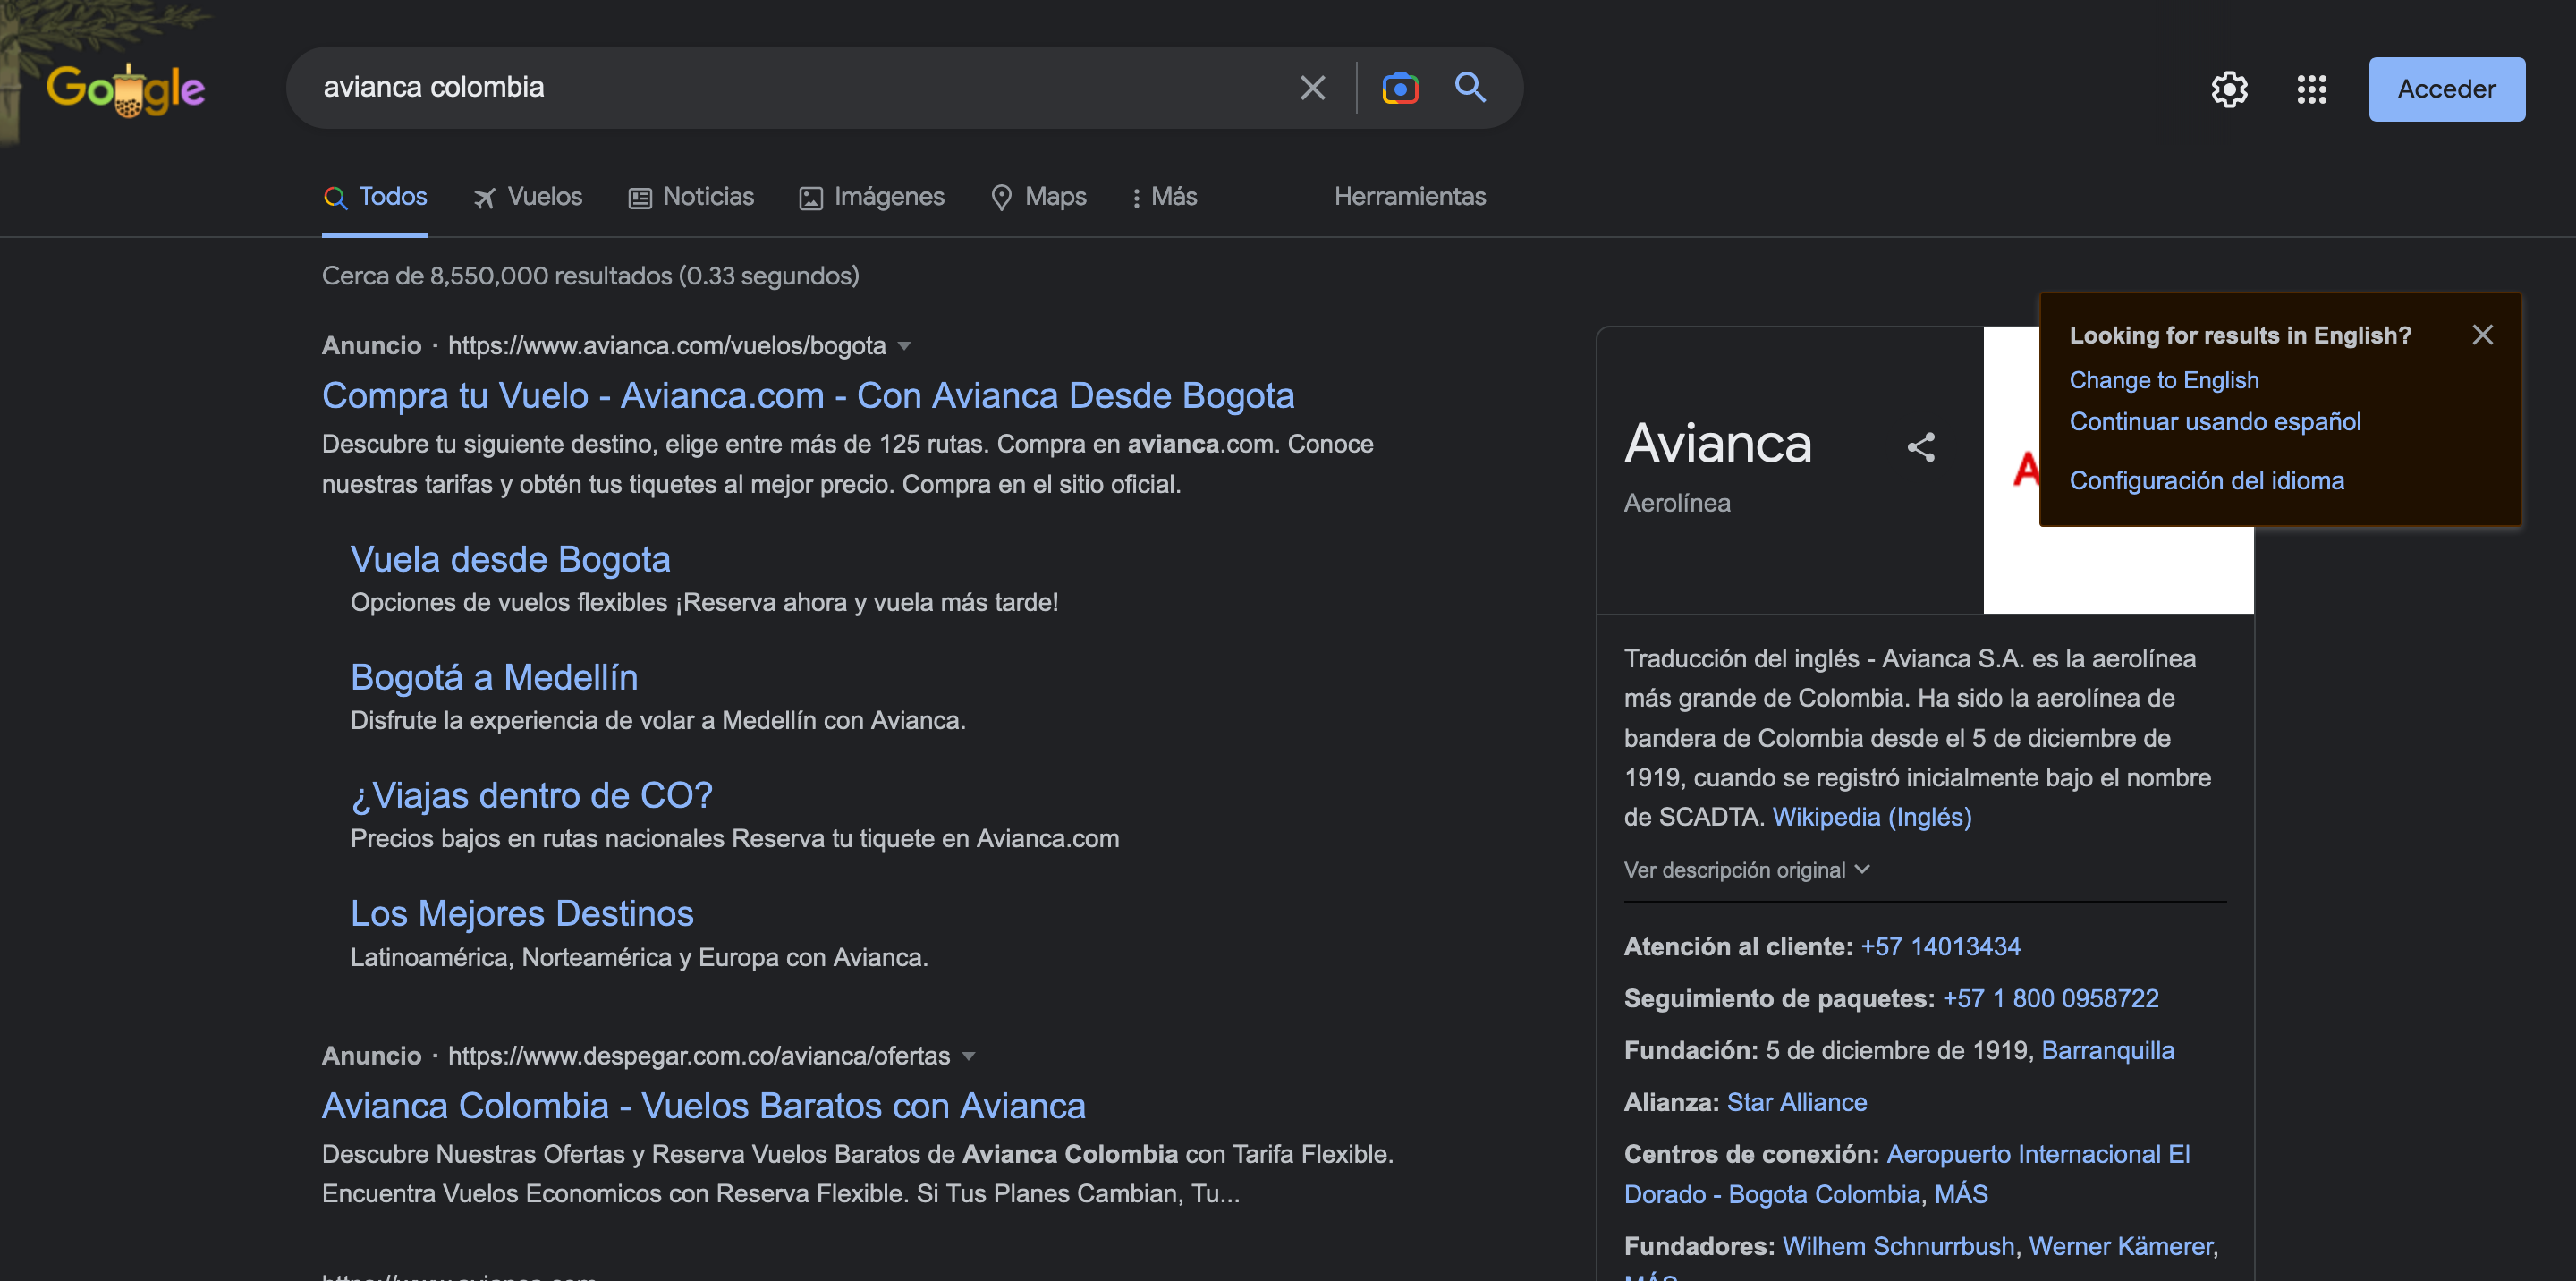 Google
avianca colombia
Acceder
Todos
Vuelos
Noticias
Imágenes
Maps
Más
Herramientas
Cerca de 8,550,000 resultados (0.33 segundos)
Anuncio · https://www.avianca.com/vuelos/bogota
Compra tu Vuelo - Avianca.com - Con Avianca Desde Bogota
Descubre tu siguiente destino, elige entre más de 125 rutas. Compra en avianca.com. Conoce
nuestras tarifas y obtén tus tiquetes al mejor precio. Compra en el sitio oficial.
Vuela desde Bogota
Opciones de vuelos flexibles ¡Reserva ahora y vuela más tarde!
Bogotá a Medellín
Disfrute la experiencia de volar a Medellín con Avianca.
¿Viajas dentro de CO?
Precios bajos en rutas nacionales Reserva tu tiquete en Avianca.com
Los Mejores Destinos
Latinoamérica, Norteamérica y Europa con Avianca.
Anuncio · https://www.despegar.com.co/avianca/ofertas
Avianca Colombia - Vuelos Baratos con Avianca
Descubre Nuestras Ofertas y Reserva Vuelos Baratos de Avianca Colombia con Tarifa Flexible.
Encuentra Vuelos Economicos con Reserva Flexible. Si Tus Planes Cambian, Tu...
Looking for results in English?
Change to English
Continuar usando español
Configuración del idioma
Avianca
Aerolínea
A
Traducción del inglés - Avianca S.A. es la aerolínea
más grande de Colombia. Ha sido la aerolínea de
bandera de Colombia desde el 5 de diciembre de
1919, cuando se registró inicialmente bajo el nombre
de SCADTA. Wikipedia (Inglés)
Ver descripción original
Atención al cliente: +57 14013434
Seguimiento de paquetes: +57 1 800 0958722
Fundación: 5 de diciembre de 1919, Barranquilla
Alianza: Star Alliance
Centros de conexión: Aeropuerto Internacional El
Dorado - Bogota Colombia, MÁS
Fundadores: Wilhem Schnurrbush, Werner Kämerer,
MÁS